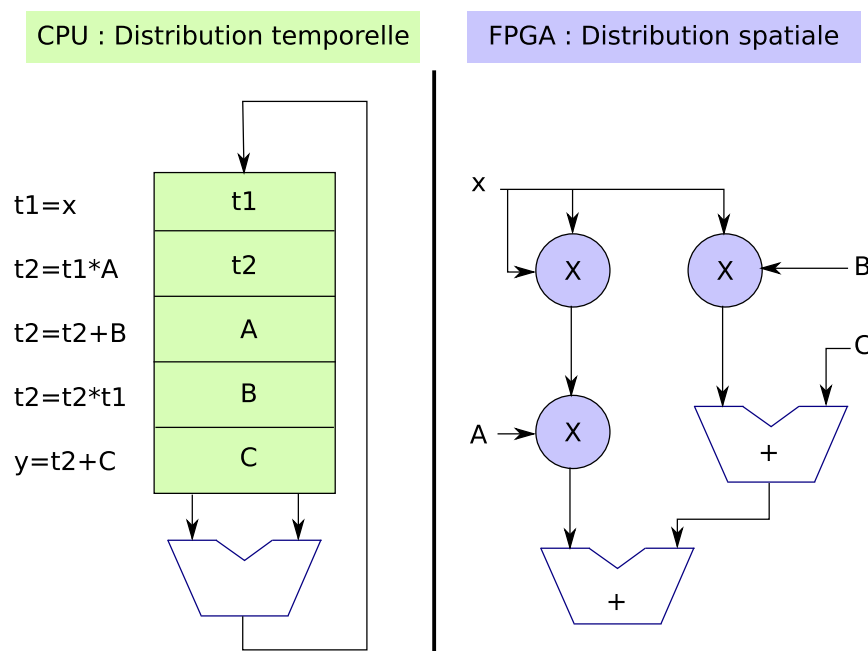 CPU : Distribution temporelle
t1=x
t2=t1*A
t2=t2+B
t2=t2*t1
y=t2+C
t1
t2
A
B
C
FPGA : Distribution spatiale
x
X
X
B
C
A
X
+
+